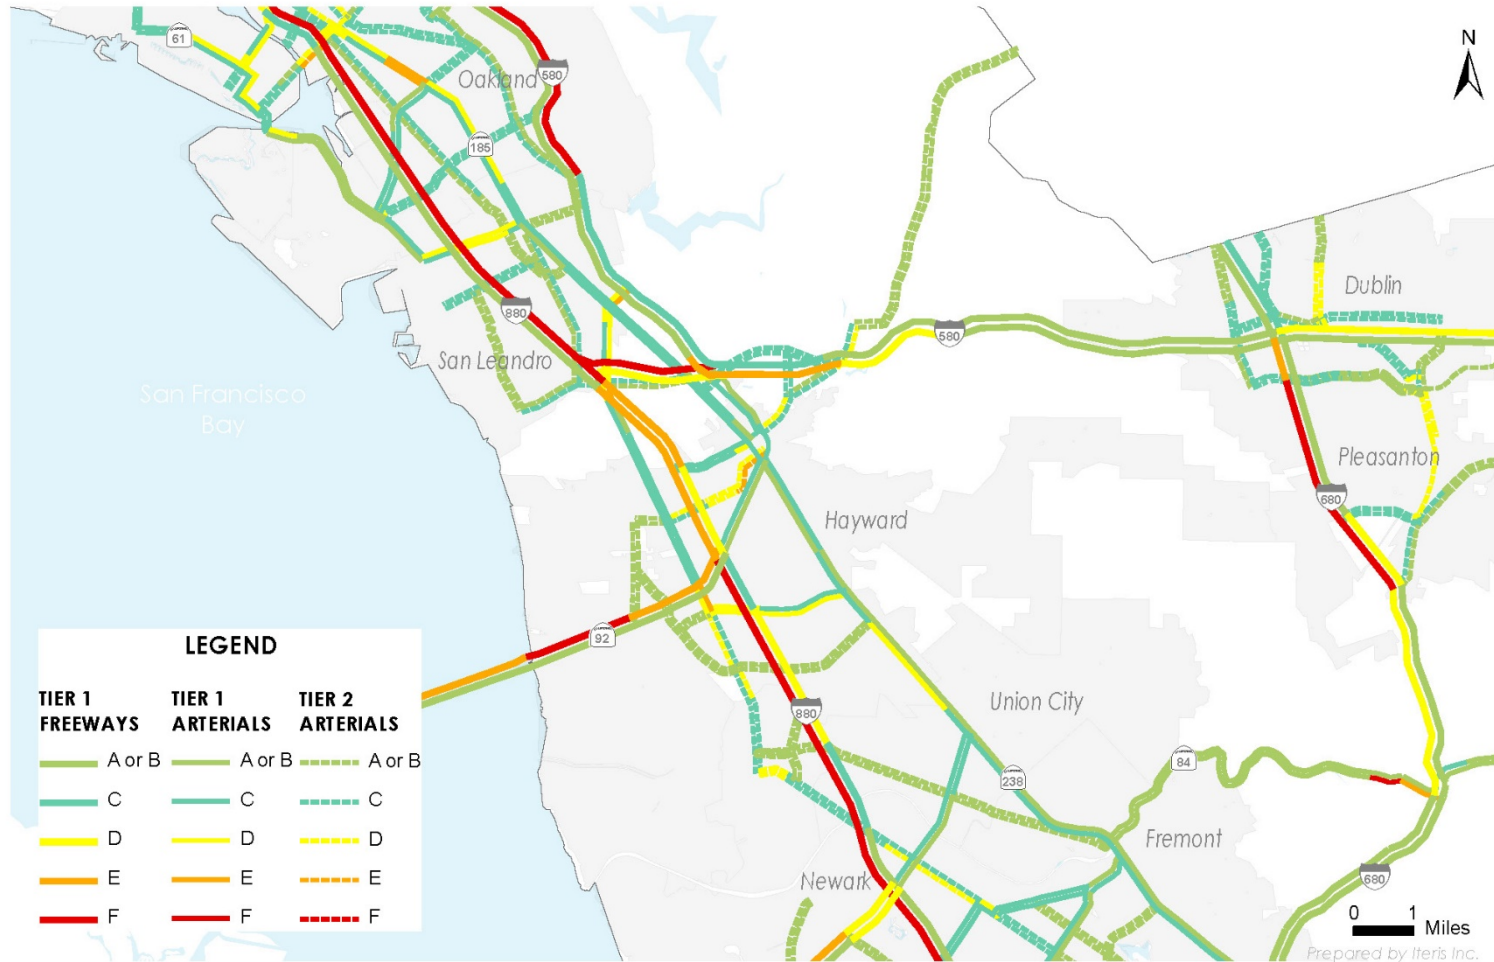 N
61
Oakland
580
185
Dublin
580
880
San Leandro
San Francisco
Bay
Pleasanton
680
Hayward
92
LEGEND
TIER 1 FREEWAYS
TIER 1 ARTERIALS
TIER 2 ARTERIALS
A or B A or B A or B
C C C
D D D
E E E
F F F
Union City
880
84
238
Fremont
Newark
680
0 1
Miles
Prepared by Iteris Inc.